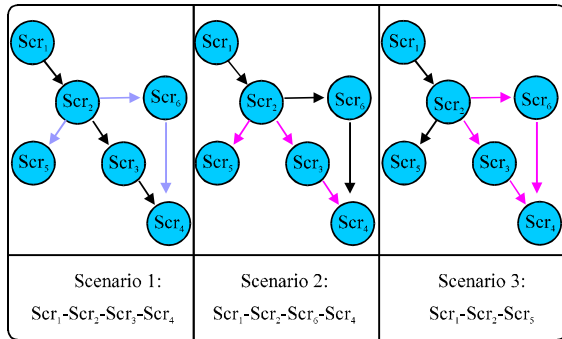 Scr₁
Scr₂
Scr₆
Scr₅
Scr₃
Scr₄
Scr₁
Scr₂
Scr₆
Scr₅
Scr₃
Scr₄
Scr₁
Scr₂
Scr₆
Scr₅
Scr₃
Scr₄
Scenario 1:
Scr₁-Scr₂-Scr₃-Scr₄
Scenario 2:
Scr₁-Scr₂-Scr₆-Scr₄
Scenario 3:
Scr₁-Scr₂-Scr₅